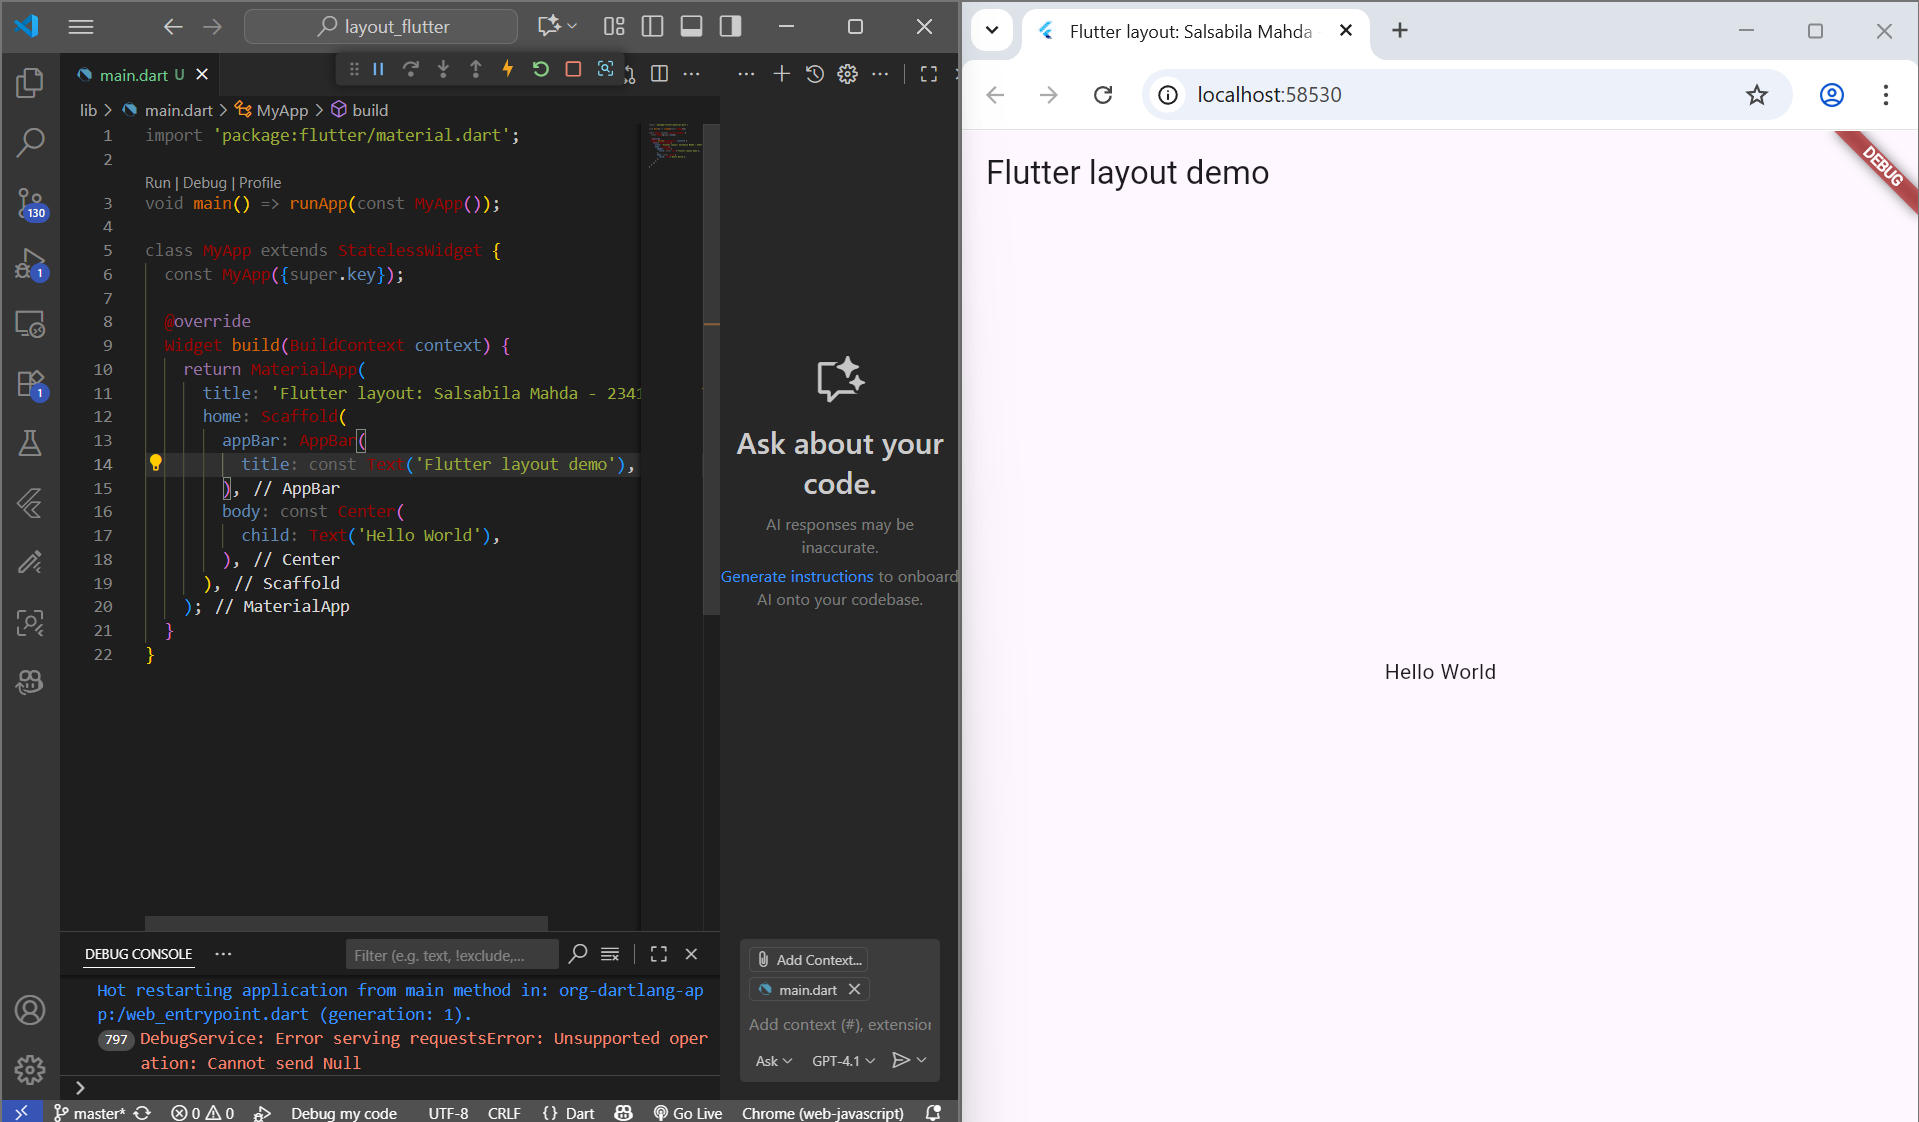 layout_flutter
main.dart U
lib > main.dart > MyApp > build
1 import 'package:flutter/material.dart';
2
Run | Debug | Profile
3 void main() => runApp(const MyApp());
4
5 class MyApp extends StatelessWidget {
6 const MyApp({super.key});
7
8 @override
9 Widget build(BuildContext context) {
10 return MaterialApp(
11 title: 'Flutter layout: Salsabila Mahda - 2341
12 home: Scaffold(
13 appBar: AppBar(
14 title: const Text('Flutter layout demo'),
15 ), // AppBar
16 body: const Center(
17 child: Text('Hello World'),
18 ), // Center
19 ), // Scaffold
20 ); // MaterialApp
21 }
22 }
130
1
1
Ask about your
code.
AI responses may be
inaccurate.
Generate instructions to onboard
AI onto your codebase.
DEBUG CONSOLE
Filter (e.g. text, !exclude,...
Hot restarting application from main method in: org-dartlang-ap
p:/web_entrypoint.dart (generation: 1).
797 DebugService: Error serving requestsError: Unsupported oper
ation: Cannot send Null
Add Context...
main.dart
Add context (#), extension
Ask GPT-4.1
master* 0 0 Debug my code UTF-8 CRLF {} Dart Go Live Chrome (web-javascript)
Flutter layout: Salsabila Mahda
localhost:58530
Flutter layout demo
DEBUG
Hello World